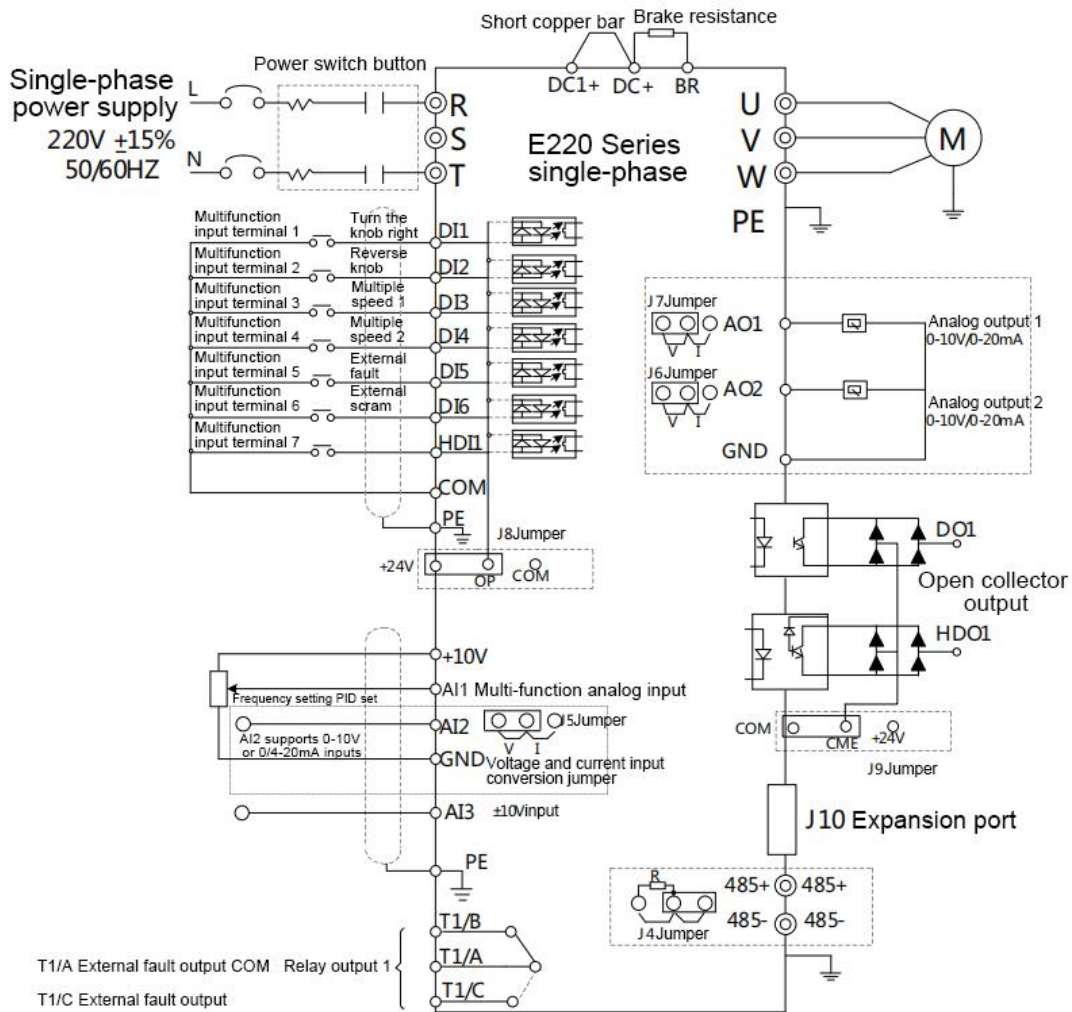 Short copper bar
Brake resistance
Power switch button
Single-phase
power supply
220V ±15%
50/60HZ
L
N
DC1+
DC+
BR
R
S
T
E220 Series
single-phase
U
V
W
M
PE
Multifunction
input terminal 1
Turn the
knob right
DI1
Multifunction
input terminal 2
Reverse
knob
DI2
Multifunction
input terminal 3
Multiple
speed 1
DI3
Multifunction
input terminal 4
Multiple
speed 2
DI4
Multifunction
input terminal 5
External
fault
DI5
Multifunction
input terminal 6
External
scram
DI6
Multifunction
input terminal 7
HDI1
COM
PE
J8Jumper
+24V
OP
COM
J7Jumper
V
I
AO1
Analog output 1
0-10V/0-20mA
J6Jumper
V
I
AO2
Analog output 2
0-10V/0-20mA
GND
DO1
Open collector
output
HDO1
COM
CME
+24V
J9Jumper
+10V
AI1 Multi-function analog input
Frequency setting PID set
AI2
J5Jumper
V
I
AI2 supports 0-10V
or 0/4-20mA inputs
GND
Voltage and current input
conversion jumper
AI3
±10Vinput
PE
J10 Expansion port
R
J4Jumper
485+
485+
485-
485-
T1/B
T1/A
T1/C
T1/A External fault output COM
Relay output 1
T1/C External fault output